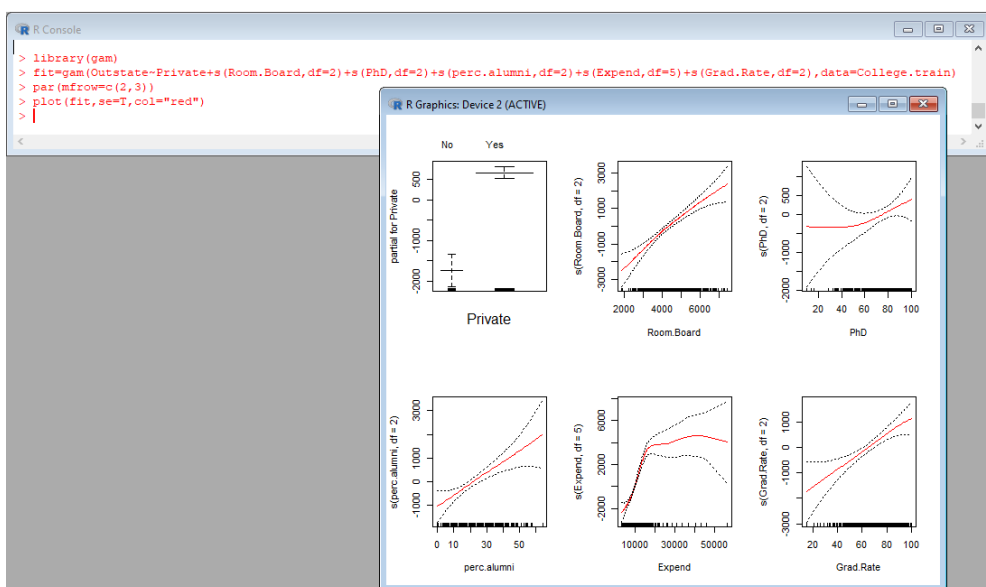 R Console
> library(gam)
> fit=gam(Outstate~Private+s(Room.Board,df=2)+s(PhD,df=2)+s(perc.alumni,df=2)+s(Expend,df=5)+s(Grad.Rate,df=2),data=College.train)
> par(mfrow=c(2,3))
> plot(fit,se=T,col="red")
>
R Graphics: Device 2 (ACTIVE)
No Yes
partial for Private
-2000 -1000 0 500
Private
s(Room.Board, df = 2)
-3000 -1000 1000 3000
2000 4000 6000
Room.Board
s(PhD, df = 2)
-2000 -1000 0 500
20 40 60 80 100
PhD
s(perc.alumni, df = 2)
-1000 0 1000 3000
0 10 30 50
perc.alumni
s(Expend, df = 5)
-2000 2000 6000
10000 30000 50000
Expend
s(Grad.Rate, df = 2)
-3000 -1000 0 1000
20 40 60 80 100
Grad.Rate